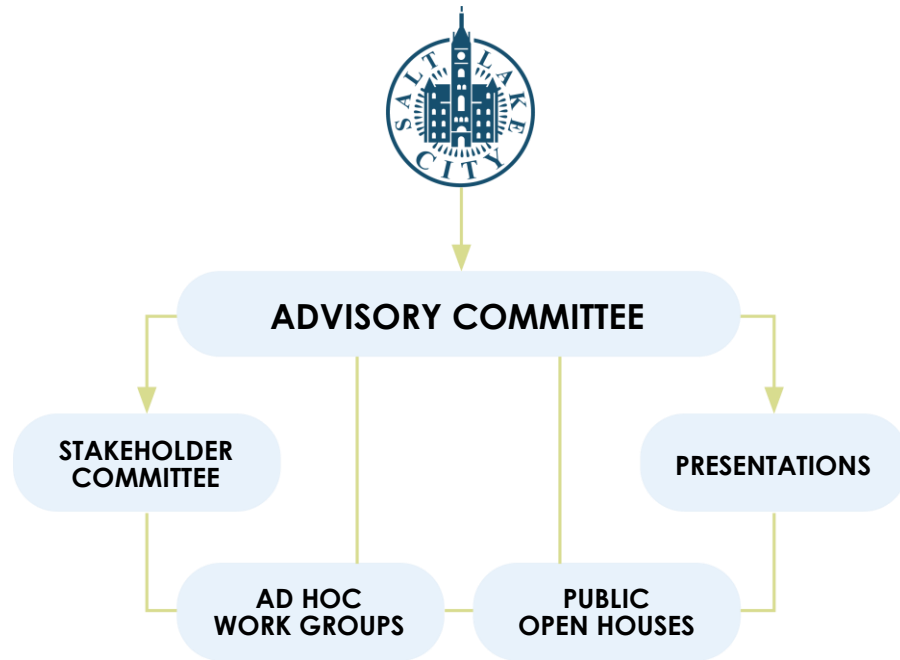 SALT LAKE
CITY
ADVISORY COMMITTEE
STAKEHOLDER
COMMITTEE
PRESENTATIONS
AD HOC
WORK GROUPS
PUBLIC
OPEN HOUSES